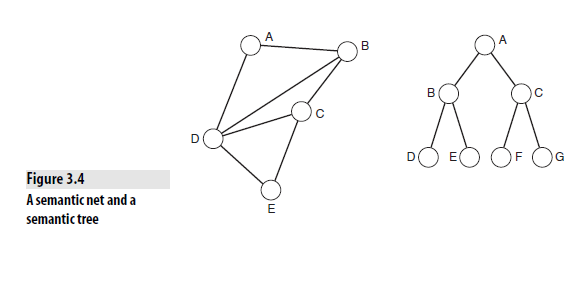 A
B
C
D
E
A
B
C
D
E
F
G
Figure 3.4
A semantic net and a
semantic tree